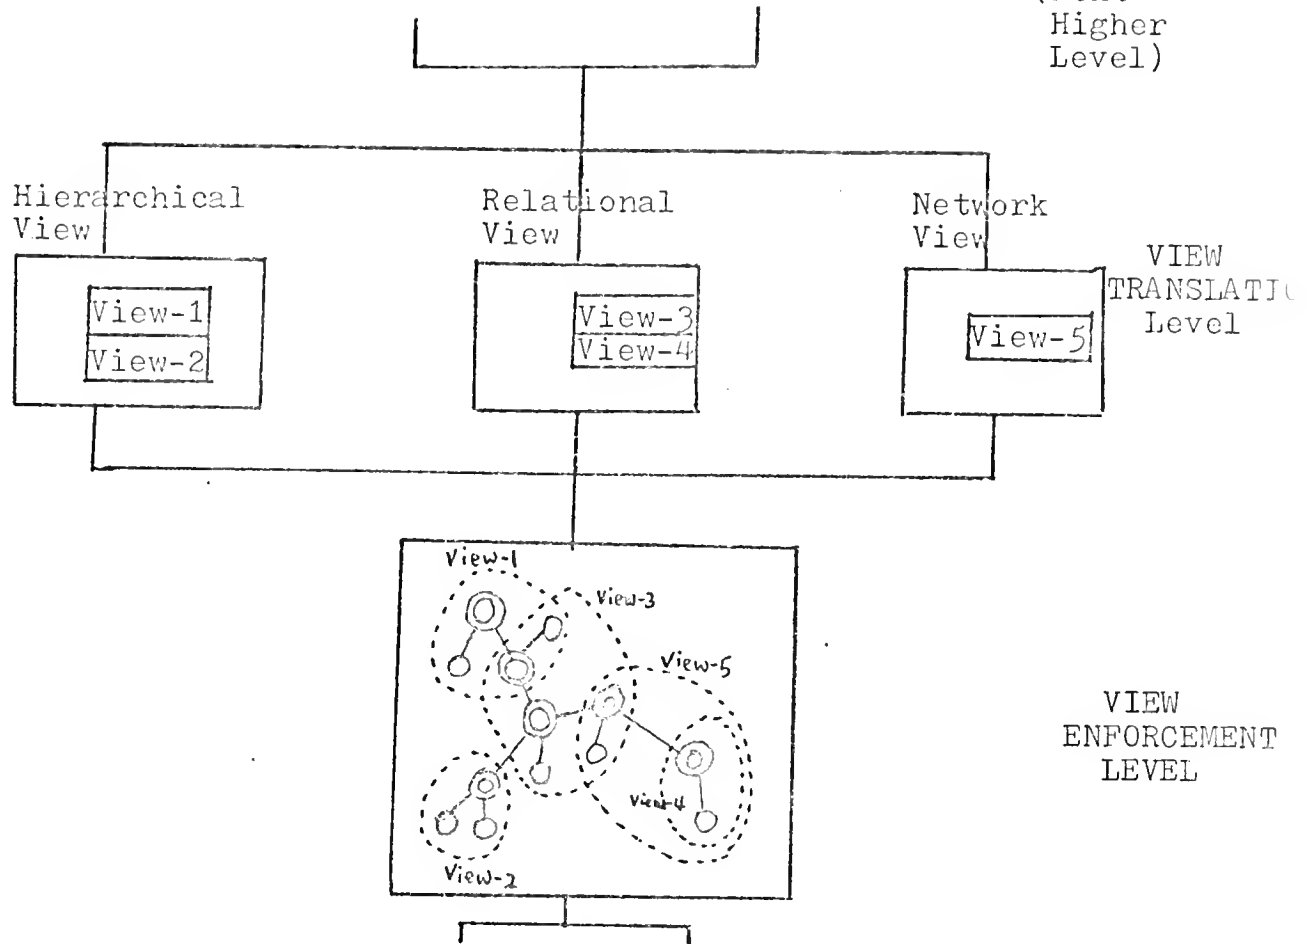 Higher
Level)
Hierarchical
View
Relational
View
Network
View
VIEW
Level
View-1
View-2
View-3
View-4
View-5
View-1
View-3
View-5
View-4
View-2
VIEW
ENFORCEMENT
LEVEL